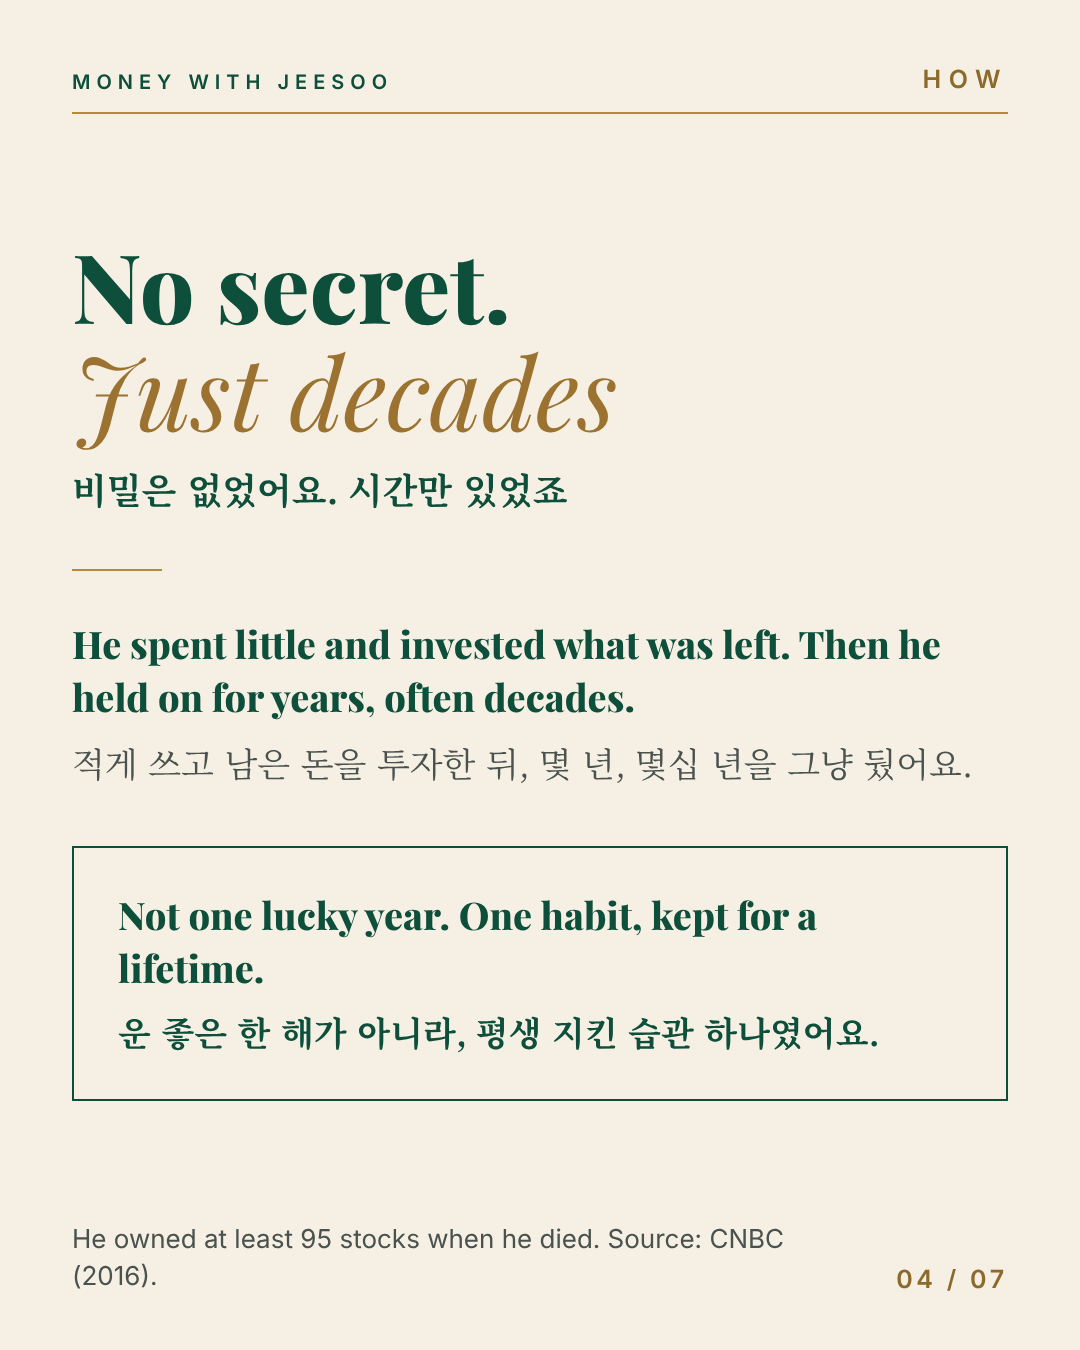 MONEY WITH JEESOO
HOW
No secret.
Just decades
비밀은 없었어요. 시간만 있었죠
He spent little and invested what was left. Then he
held on for years, often decades.
적게 쓰고 남은 돈을 투자한 뒤, 몇 년, 몇십 년을 그냥 뒀어요.
Not one lucky year. One habit, kept for a
lifetime.
운 좋은 한 해가 아니라, 평생 지킨 습관 하나였어요.
He owned at least 95 stocks when he died. Source: CNBC
(2016).
04 / 07